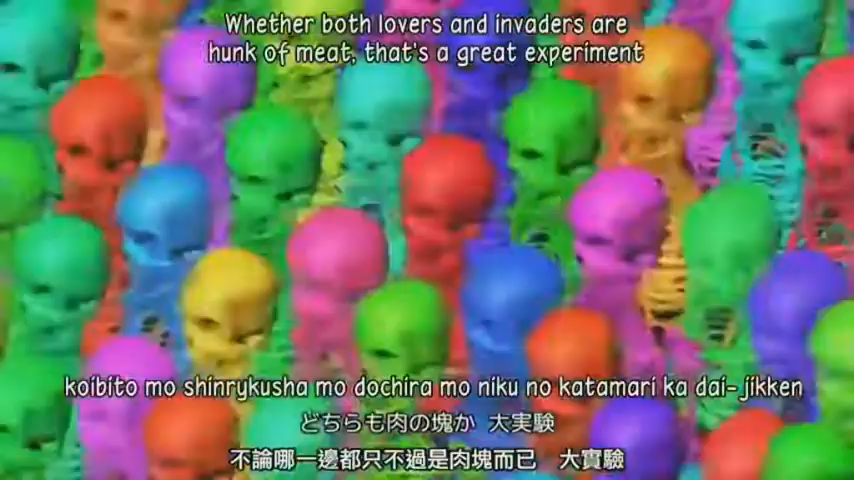 Whether both lovers and invaders are
hunk of meat, that's a great experiment
koibito mo shinrykusha mo dochira mo niku no katamari ka dai-jikken
どちらも肉の塊か 大実験
不論哪一邊都只不過是肉塊而已 大實驗